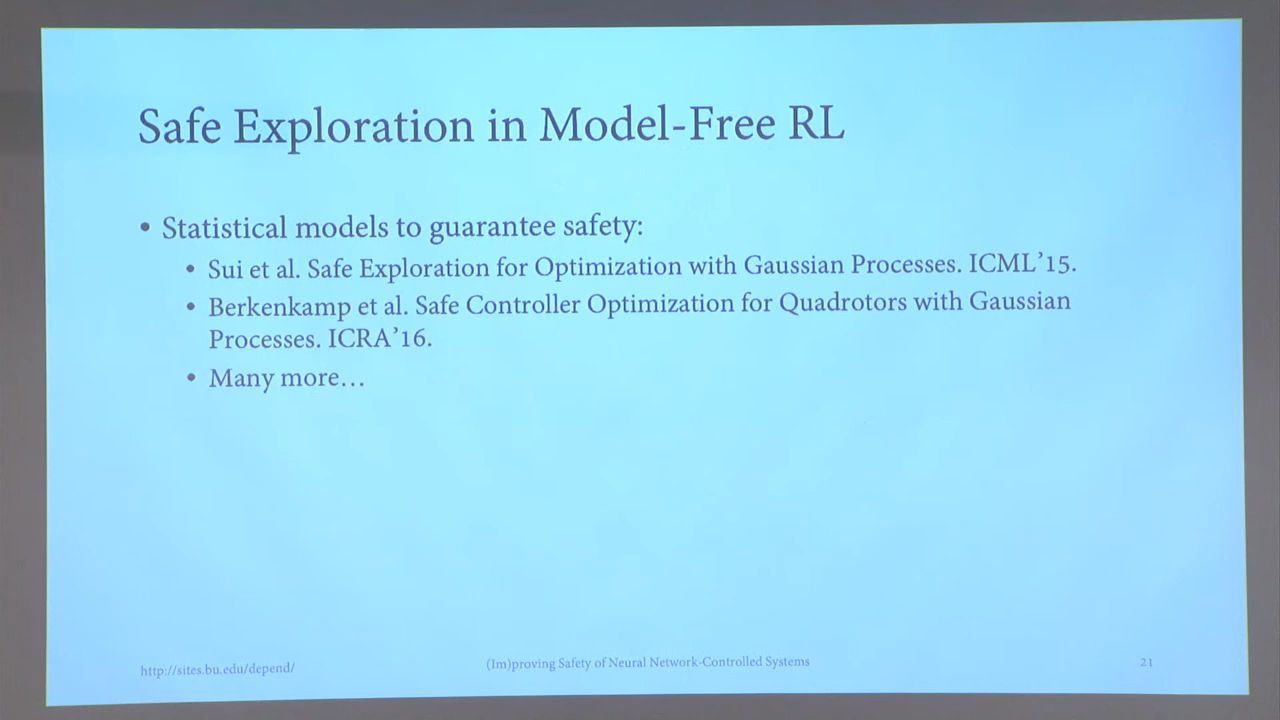 Safe Exploration in Model-Free RL
• Statistical models to guarantee safety:
• Sui et al. Safe Exploration for Optimization with Gaussian Processes. ICML’15.
• Berkenkamp et al. Safe Controller Optimization for Quadrotors with Gaussian
Processes. ICRA’16.
• Many more…
http://sites.bu.edu/depend/
(Im)proving Safety of Neural Network-Controlled Systems
21